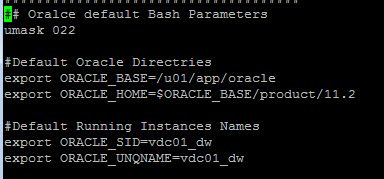 ## Oralce default Bash Parameters
umask 022
#Default Oracle Directries
export ORACLE_BASE=/u01/app/oracle
export ORACLE_HOME=$ORACLE_BASE/product/11.2
#Default Running Instances Names
export ORACLE_SID=vdc01_dw
export ORACLE_UNQNAME=vdc01_dw